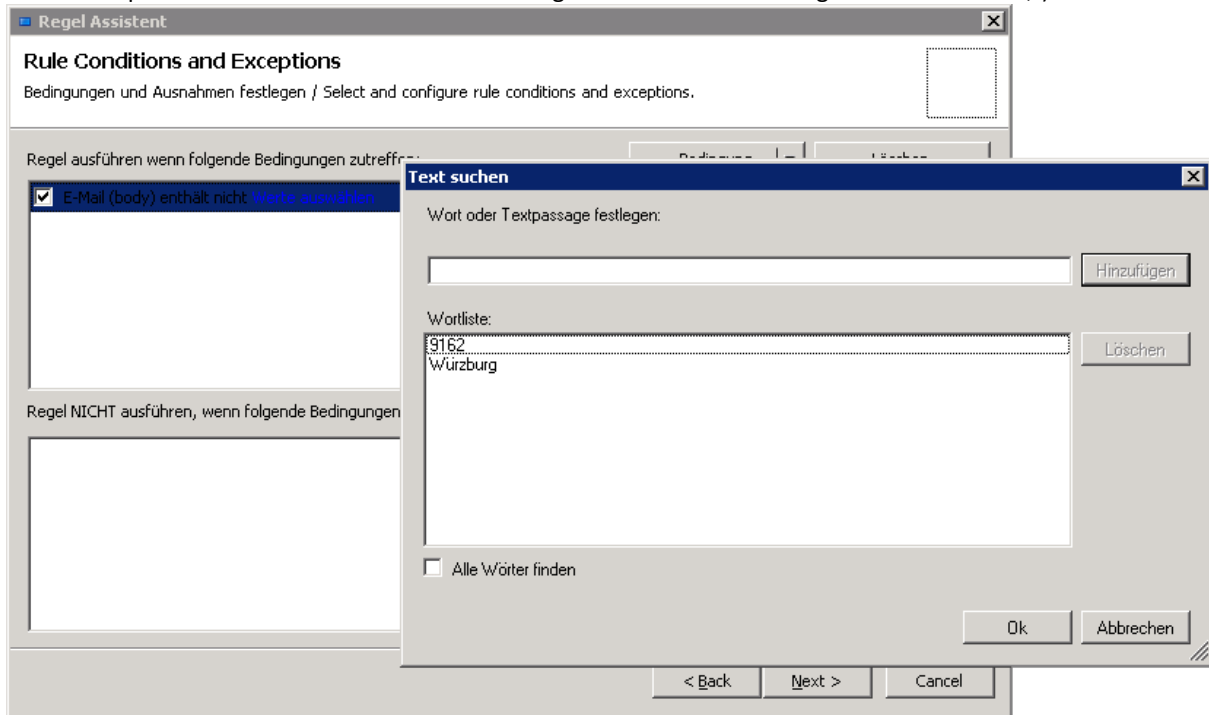 Regel Assistent
Rule Conditions and Exceptions
Bedingungen und Ausnahmen festlegen / Select and configure rule conditions and exceptions.
Regel ausführen wenn folgende Bedingungen zutreffen:
Bedingung
Löschen
E-Mail (body) enthält nicht Werte auswählen
Regel NICHT ausführen, wenn folgende Bedingungen
Text suchen
Wort oder Textpassage festlegen:
Hinzufügen
Wortliste:
9162
Würzburg
Löschen
Alle Wörter finden
Ok
Abbrechen
< Back
Next >
Cancel